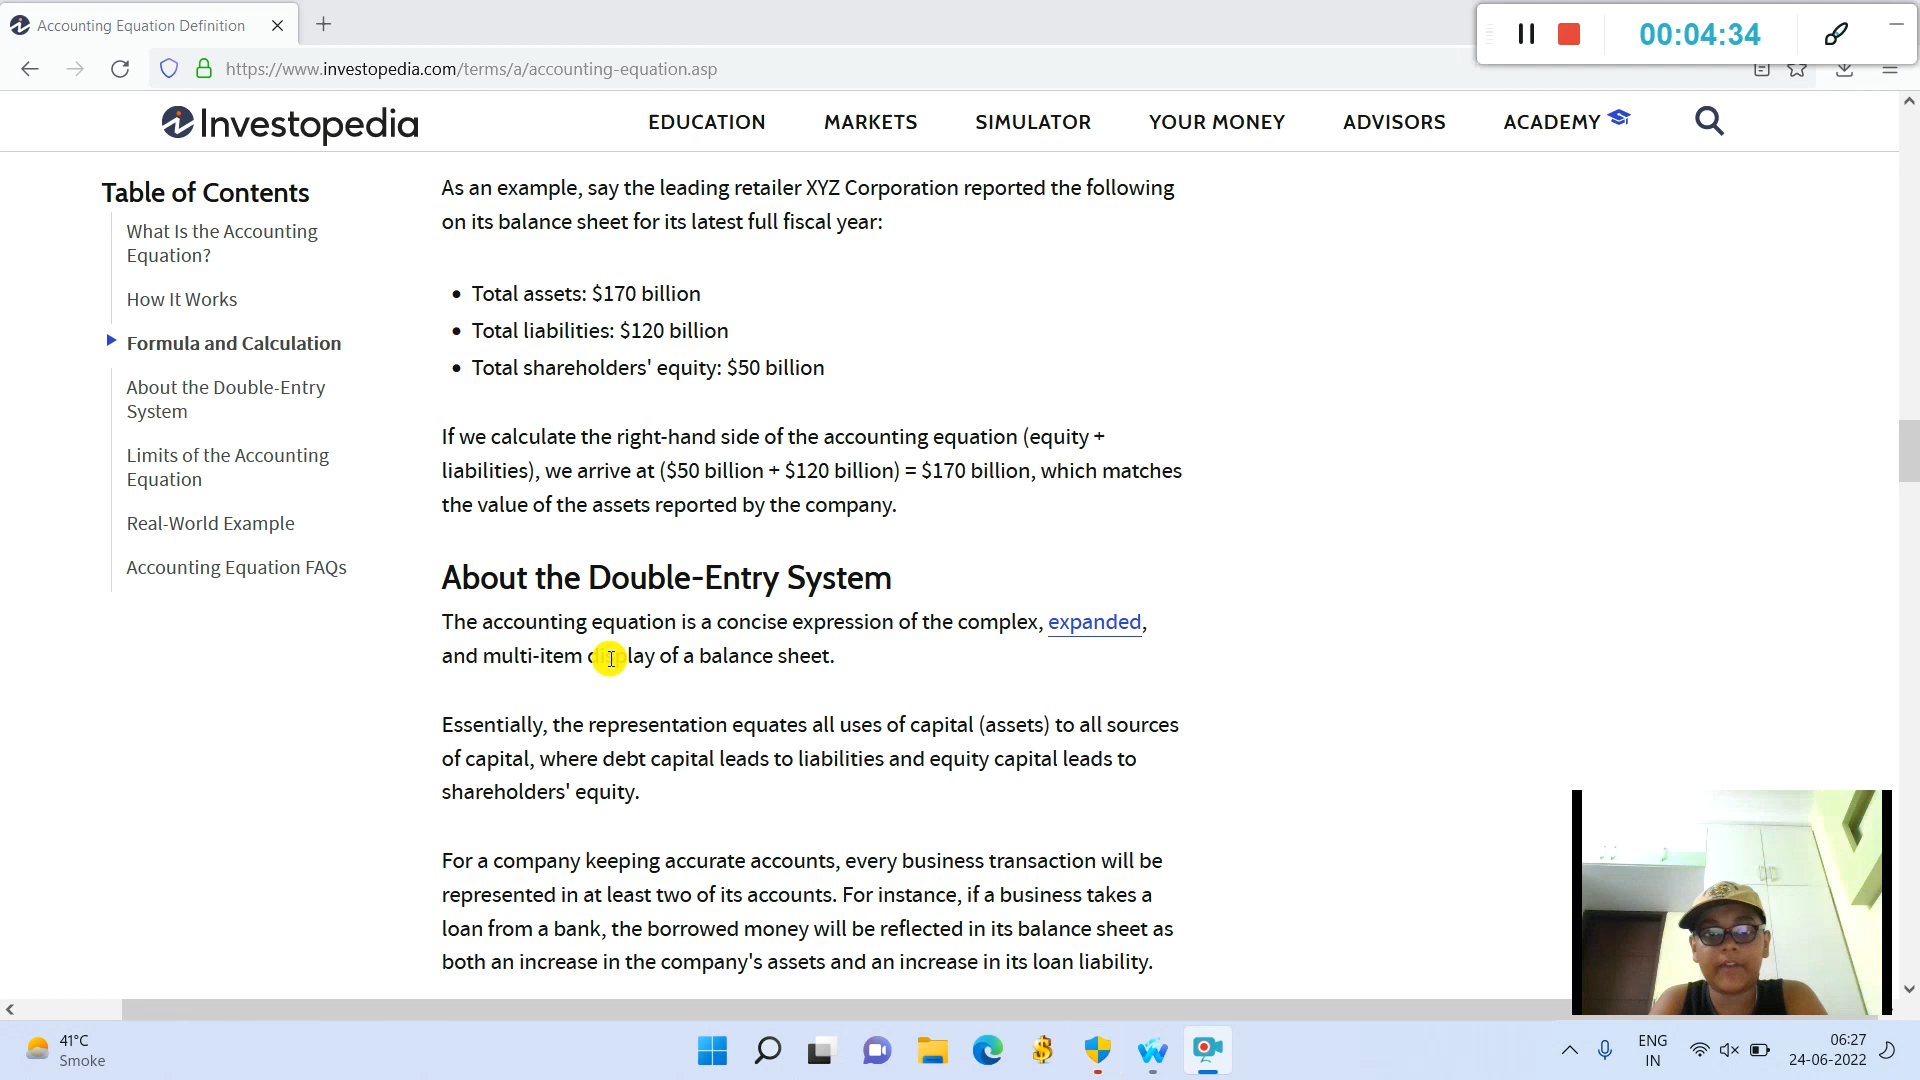 Accounting Equation Definition
00:04:34
https://www.investopedia.com/terms/a/accounting-equation.asp
Investopedia
EDUCATION
MARKETS
SIMULATOR
YOUR MONEY
ADVISORS
ACADEMY
Table of Contents
What Is the Accounting
Equation?
How It Works
Formula and Calculation
About the Double-Entry
System
Limits of the Accounting
Equation
Real-World Example
Accounting Equation FAQs
As an example, say the leading retailer XYZ Corporation reported the following
on its balance sheet for its latest full fiscal year:
• Total assets: $170 billion
• Total liabilities: $120 billion
• Total shareholders' equity: $50 billion
If we calculate the right-hand side of the accounting equation (equity +
liabilities), we arrive at ($50 billion + $120 billion) = $170 billion, which matches
the value of the assets reported by the company.
About the Double-Entry System
The accounting equation is a concise expression of the complex, expanded,
and multi-item display of a balance sheet.
Essentially, the representation equates all uses of capital (assets) to all sources
of capital, where debt capital leads to liabilities and equity capital leads to
shareholders' equity.
For a company keeping accurate accounts, every business transaction will be
represented in at least two of its accounts. For instance, if a business takes a
loan from a bank, the borrowed money will be reflected in its balance sheet as
both an increase in the company's assets and an increase in its loan liability.
41°C
Smoke
ENG
IN
06:27
24-06-2022